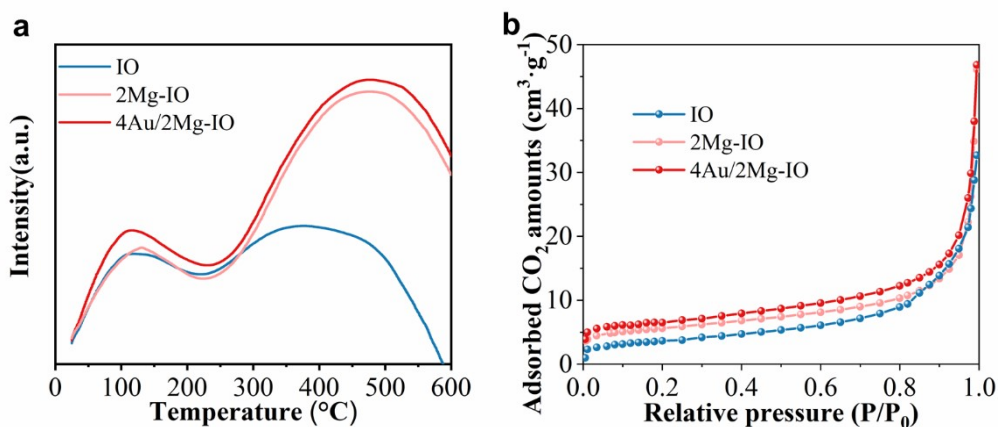 a
IO
2Mg-IO
4Au/2Mg-IO
Intensity(a.u.)
0 100 200 300 400 500 600
Temperature (°C)
b
50
40
30
20
10
0
IO
2Mg-IO
4Au/2Mg-IO
Adsorbed CO₂ amounts (cm³·g⁻¹)
0.0 0.2 0.4 0.6 0.8 1.0
Relative pressure (P/P₀)